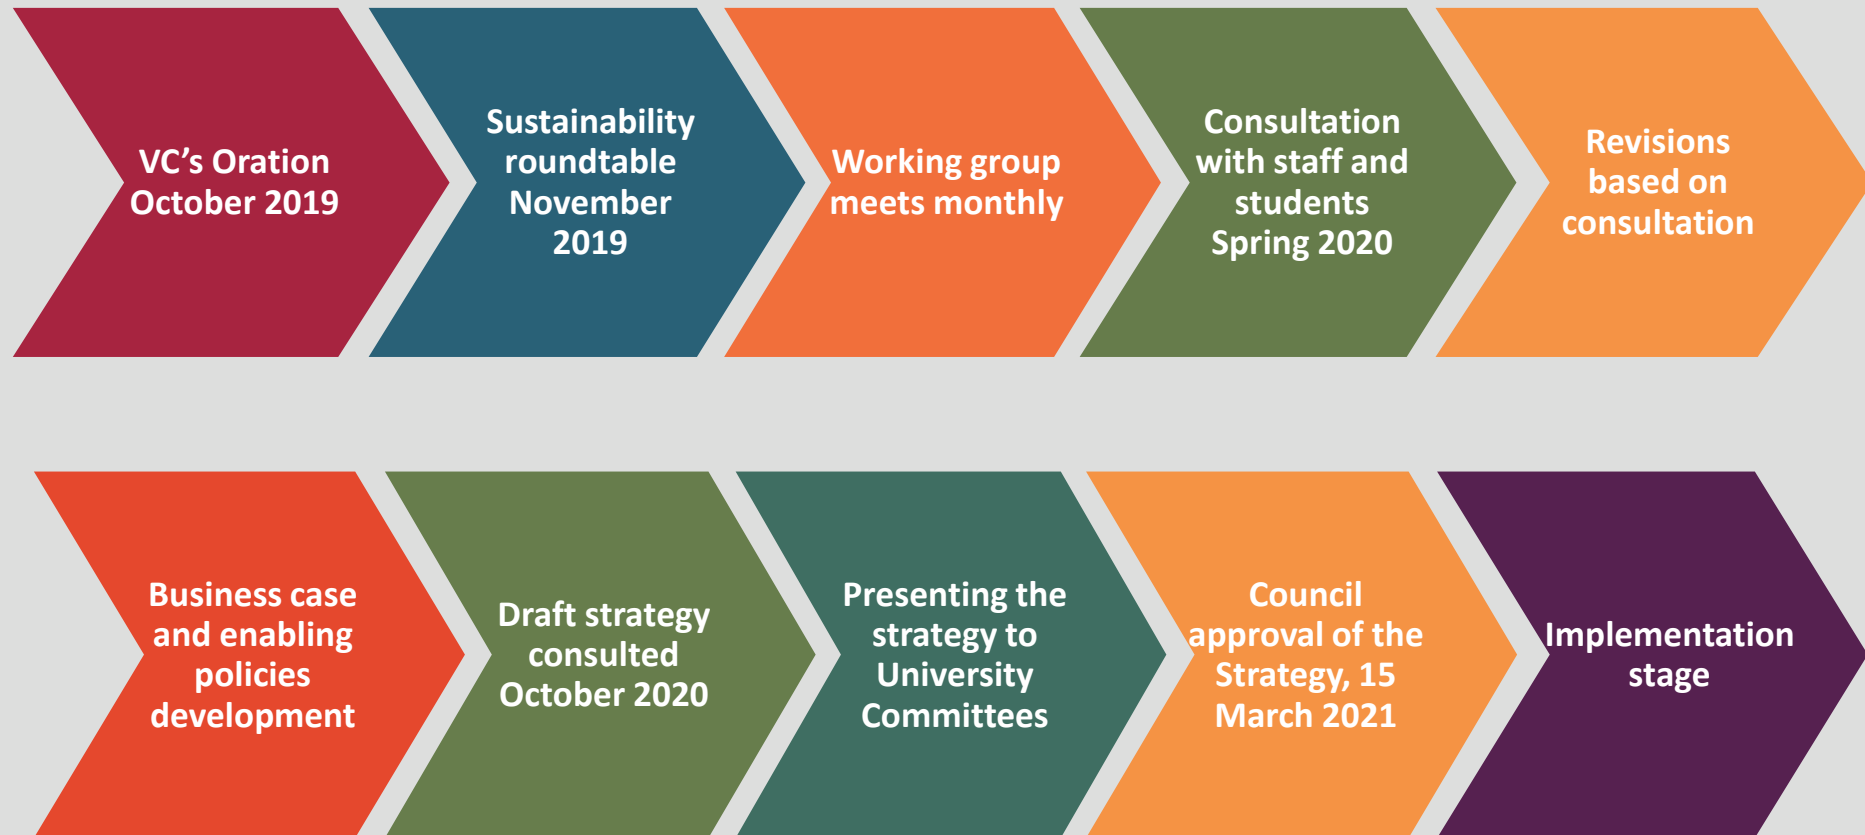 VC’s Oration
October 2019
Sustainability
roundtable
November
2019
Working group
meets monthly
Consultation
with staff and
students
Spring 2020
Revisions
based on
consultation
Business case
and enabling
policies
development
Draft strategy
consulted
October 2020
Presenting the
strategy to
University
Committees
Council
approval of the
Strategy, 15
March 2021
Implementation
stage